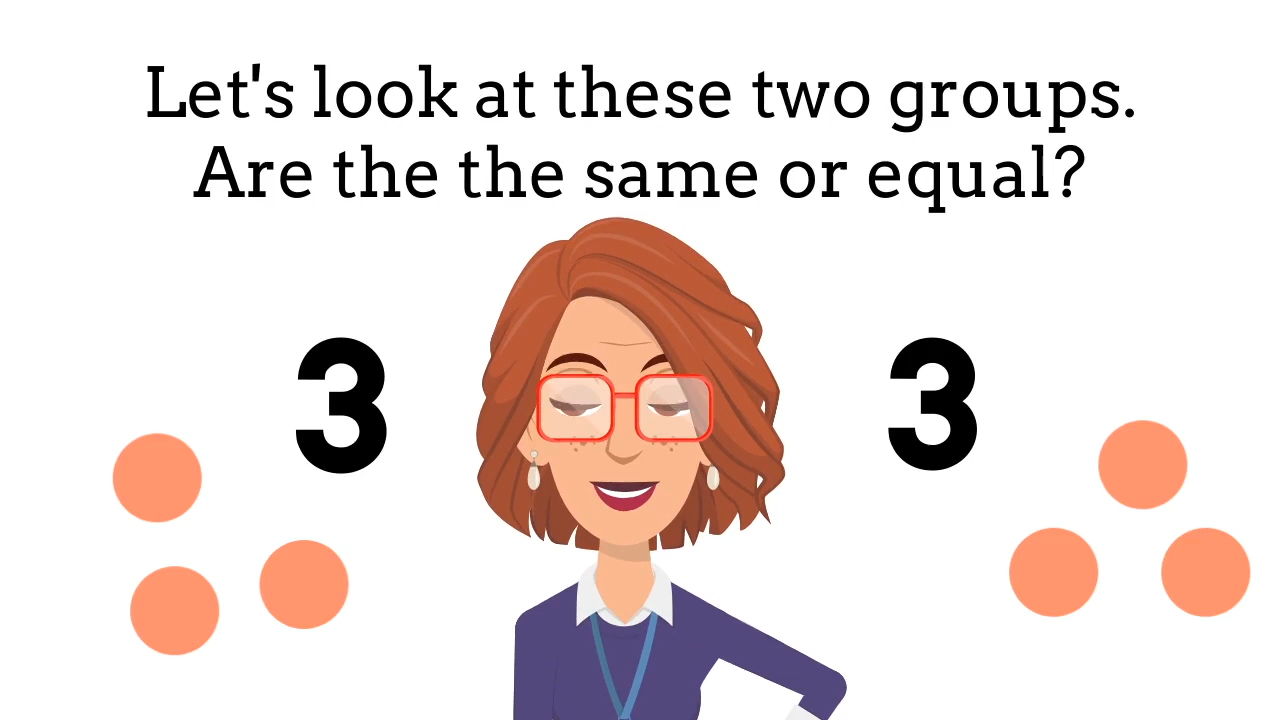 Let's look at these two groups.
Are the the same or equal?
3 3